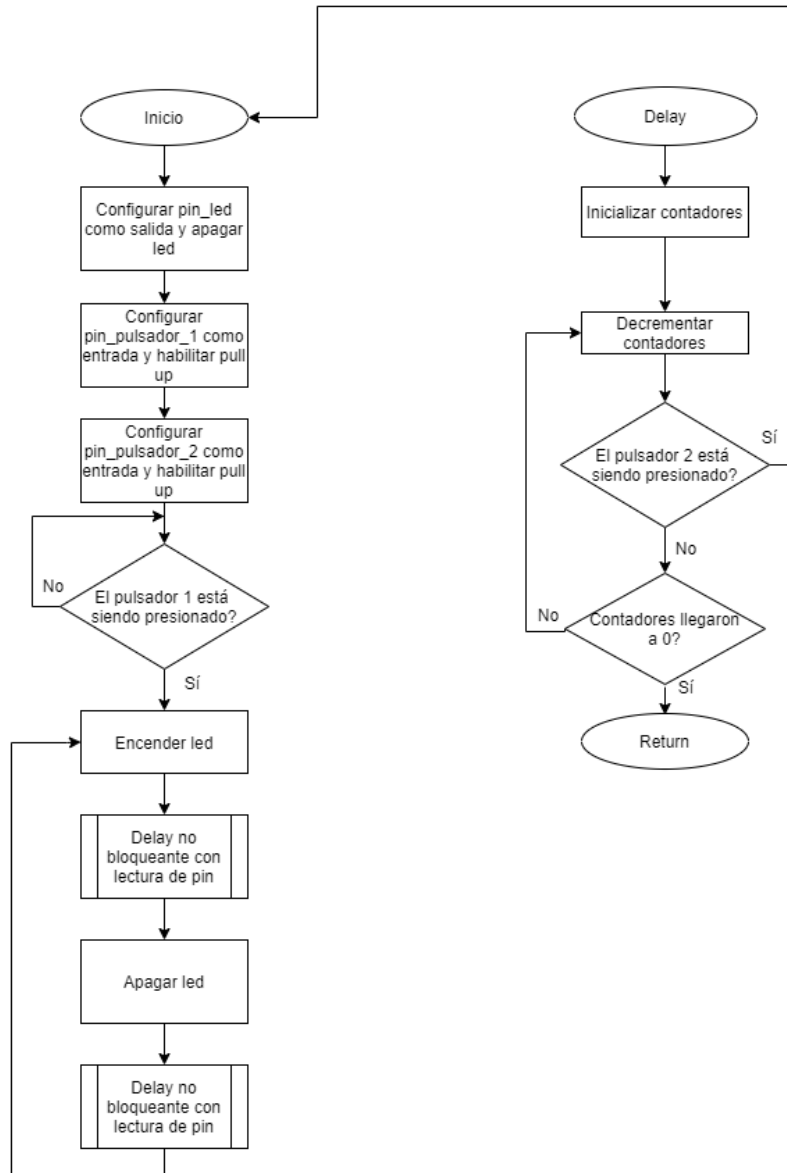 Inicio
Configurar pin_led
como salida y apagar
led
Configurar
pin_pulsador_1 como
entrada y habilitar pull
up
Configurar
pin_pulsador_2 como
entrada y habilitar pull
up
No
El pulsador 1 está
siendo presionado?
Sí
Encender led
Delay no
bloqueante con
lectura de pin
Apagar led
Delay no
bloqueante con
lectura de pin
Delay
Inicializar contadores
Decrementar
contadores
El pulsador 2 está
siendo presionado?
Sí
No
Contadores llegaron
a 0?
No
Sí
Return